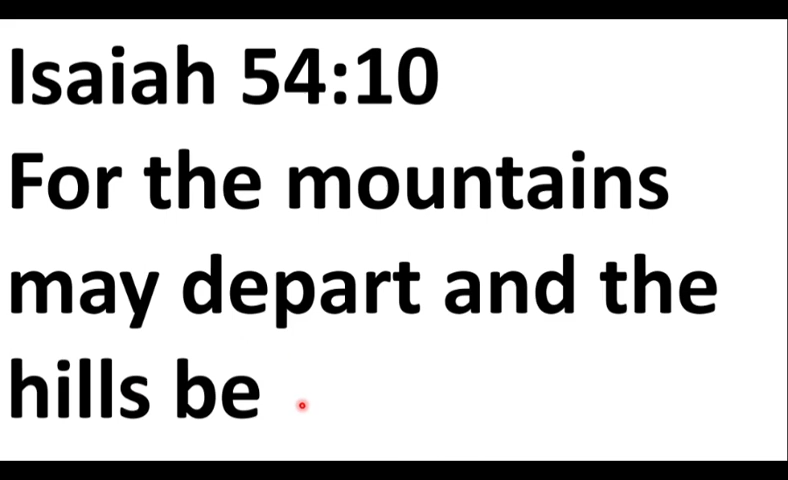 Isaiah 54:10
For the mountains
may depart and the
hills be